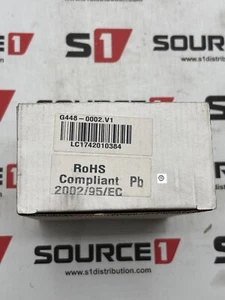 S1 SOURCE1
www.s1distribution.com
G448-0002.V1
LC1742010384
RoHS
Compliant Pb
2002/95/EC
SOURCE1
www.s1distribution.com